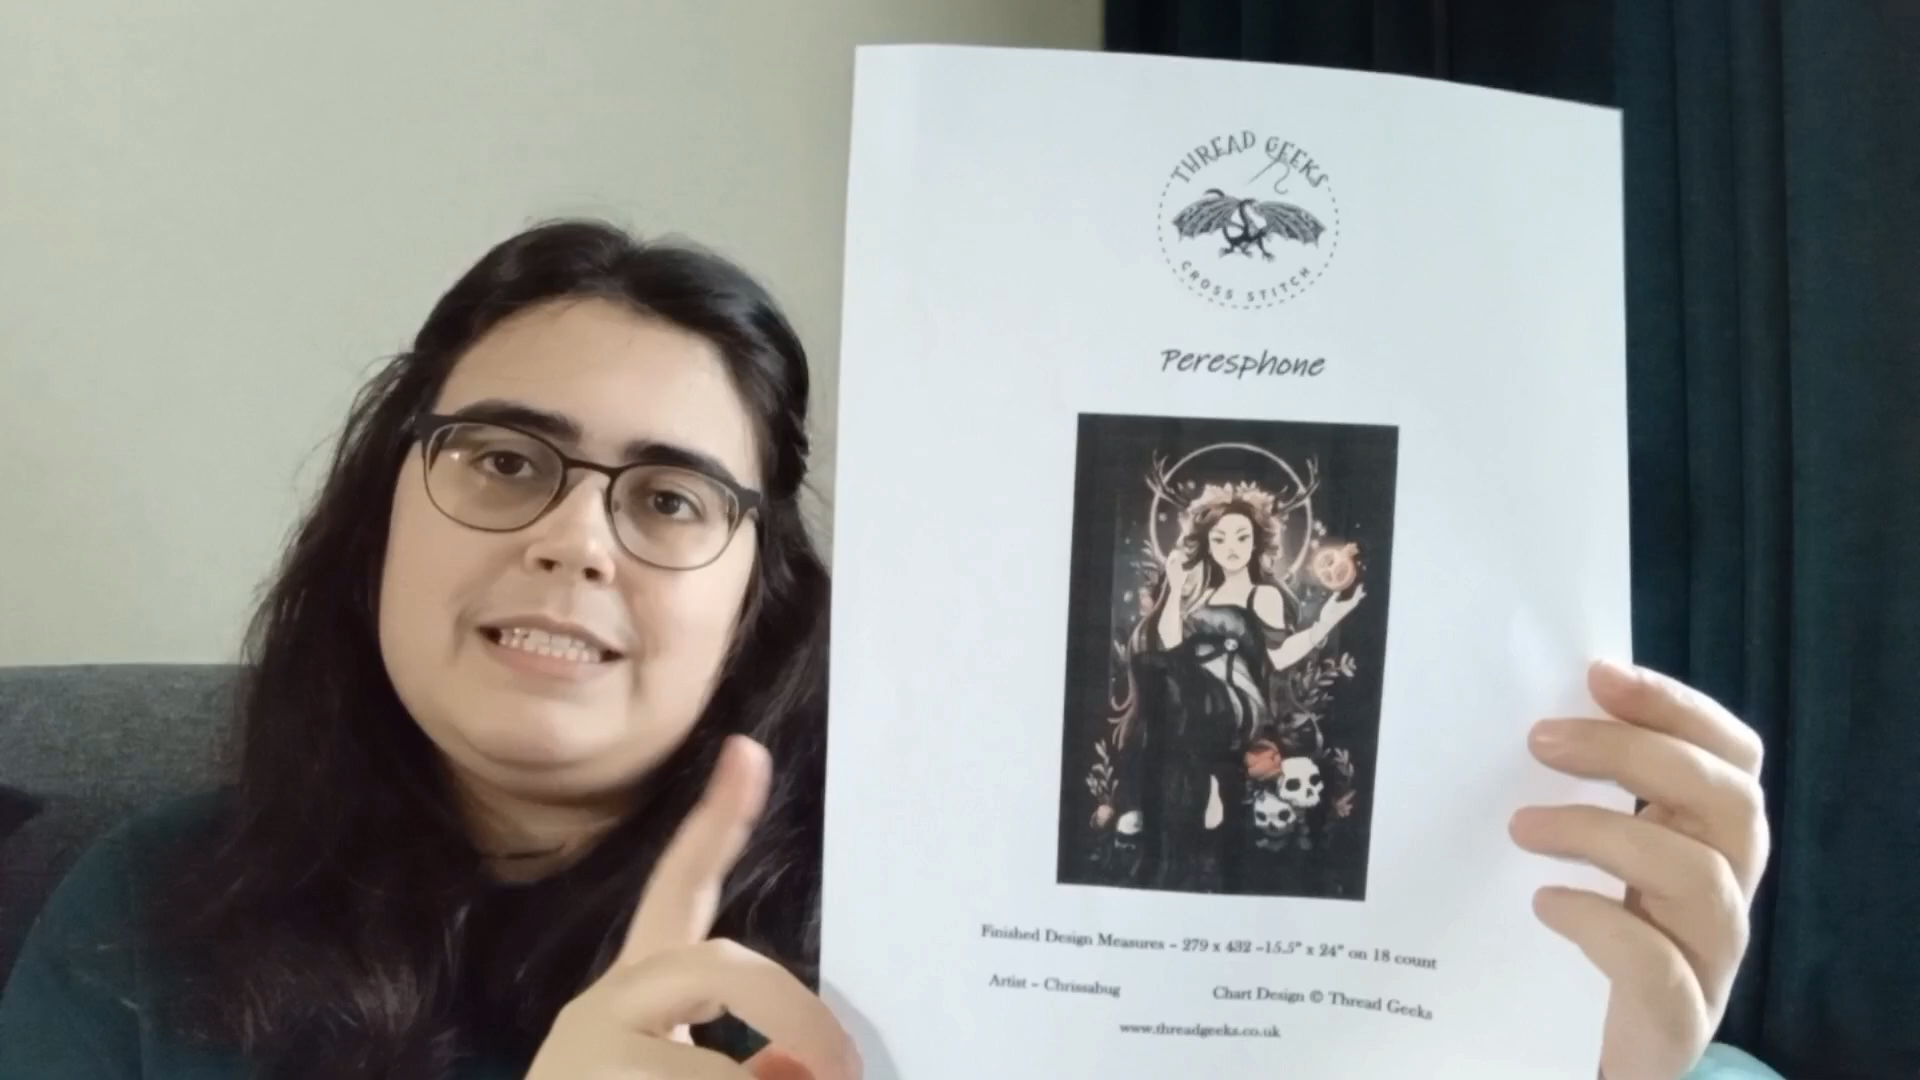 THREAD GEEKS
CROSS STITCH
Peresphone
Finished Design Measures – 279 x 432 –15.5" x 24" on 18 count
Artist – Chrissabug
Chart Design © Thread Geeks
www.threadgeeks.co.uk